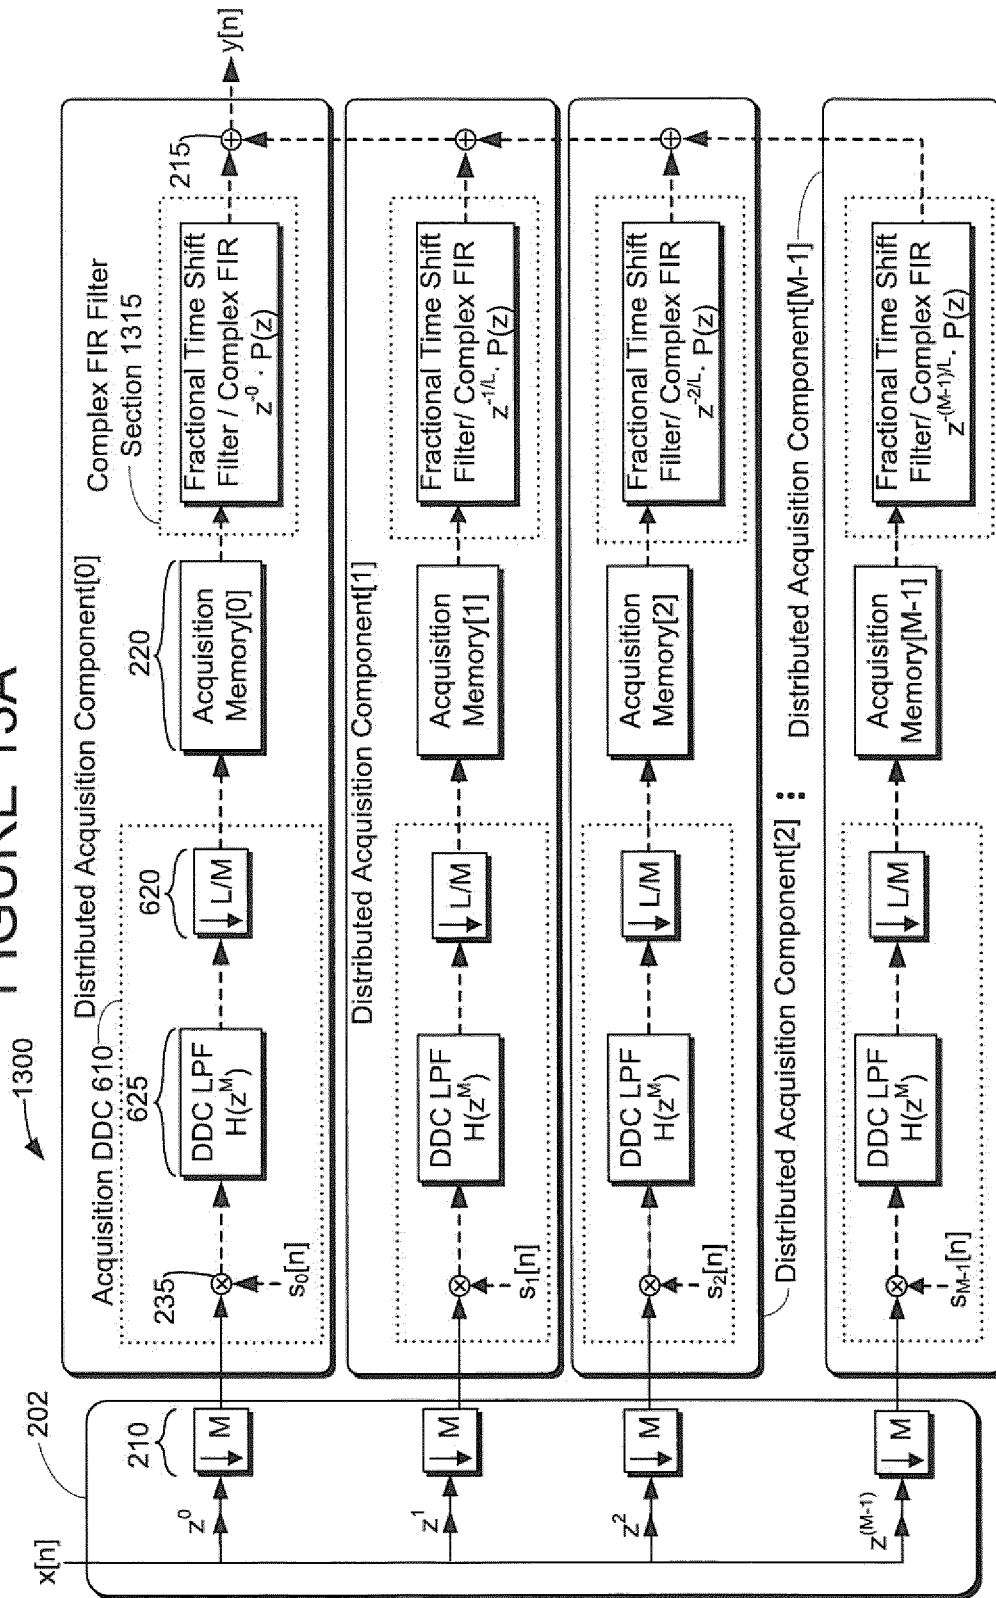 FIGURE 13A
1300
x[n]
202
210
z^0
↓ M
z^1
↓ M
z^2
↓ M
z^(M-1)
↓ M
Distributed Acquisition Component[0]
Acquisition DDC 610
235
s_0[n]
625
DDC LPF
H(z^M)
620
↓ L/M
220
Acquisition
Memory[0]
Complex FIR Filter
Section 1315
Fractional Time Shift
Filter/ Complex FIR
z^-0 · P(z)
215
y[n]
Distributed Acquisition Component[1]
s_1[n]
DDC LPF
H(z^M)
↓ L/M
Acquisition
Memory[1]
Fractional Time Shift
Filter/ Complex FIR
z^-1/L · P(z)
s_2[n]
DDC LPF
H(z^M)
↓ L/M
Acquisition
Memory[2]
Fractional Time Shift
Filter/ Complex FIR
z^-2/L · P(z)
Distributed Acquisition Component[2]
Distributed Acquisition Component[M-1]
s_M-1[n]
DDC LPF
H(z^M)
↓ L/M
Acquisition
Memory[M-1]
Fractional Time Shift
Filter/ Complex FIR
z^-(M-1)/L · P(z)